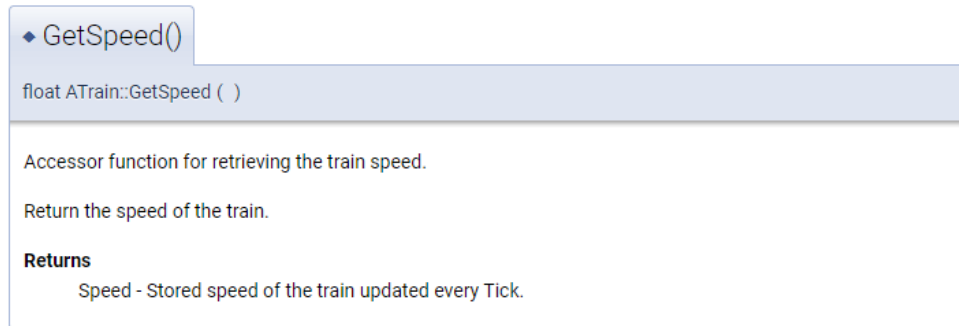 ◆ GetSpeed()
float ATrain::GetSpeed ( )
Accessor function for retrieving the train speed.
Return the speed of the train.
Returns
Speed - Stored speed of the train updated every Tick.